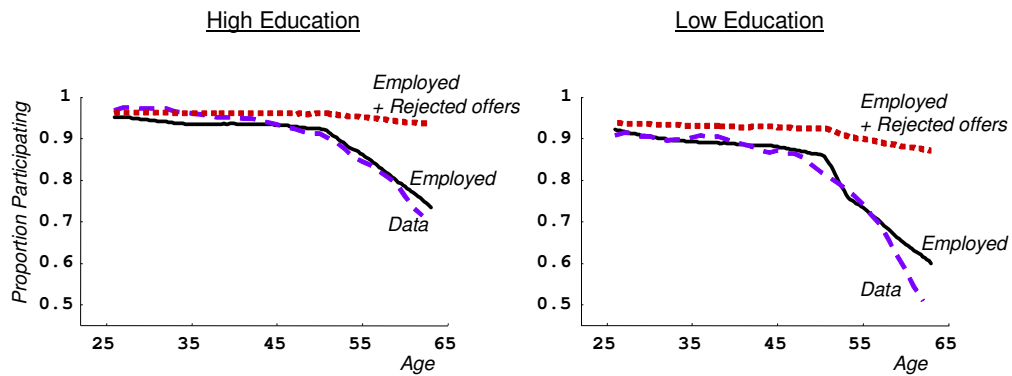 High Education
Proportion Participating
1
0.9
0.8
0.7
0.6
0.5
Employed
+ Rejected offers
Employed
Data
25
35
45
55
65
Age
Low Education
1
0.9
0.8
0.7
0.6
0.5
Employed
+ Rejected offers
Employed
Data
25
35
45
55
65
Age